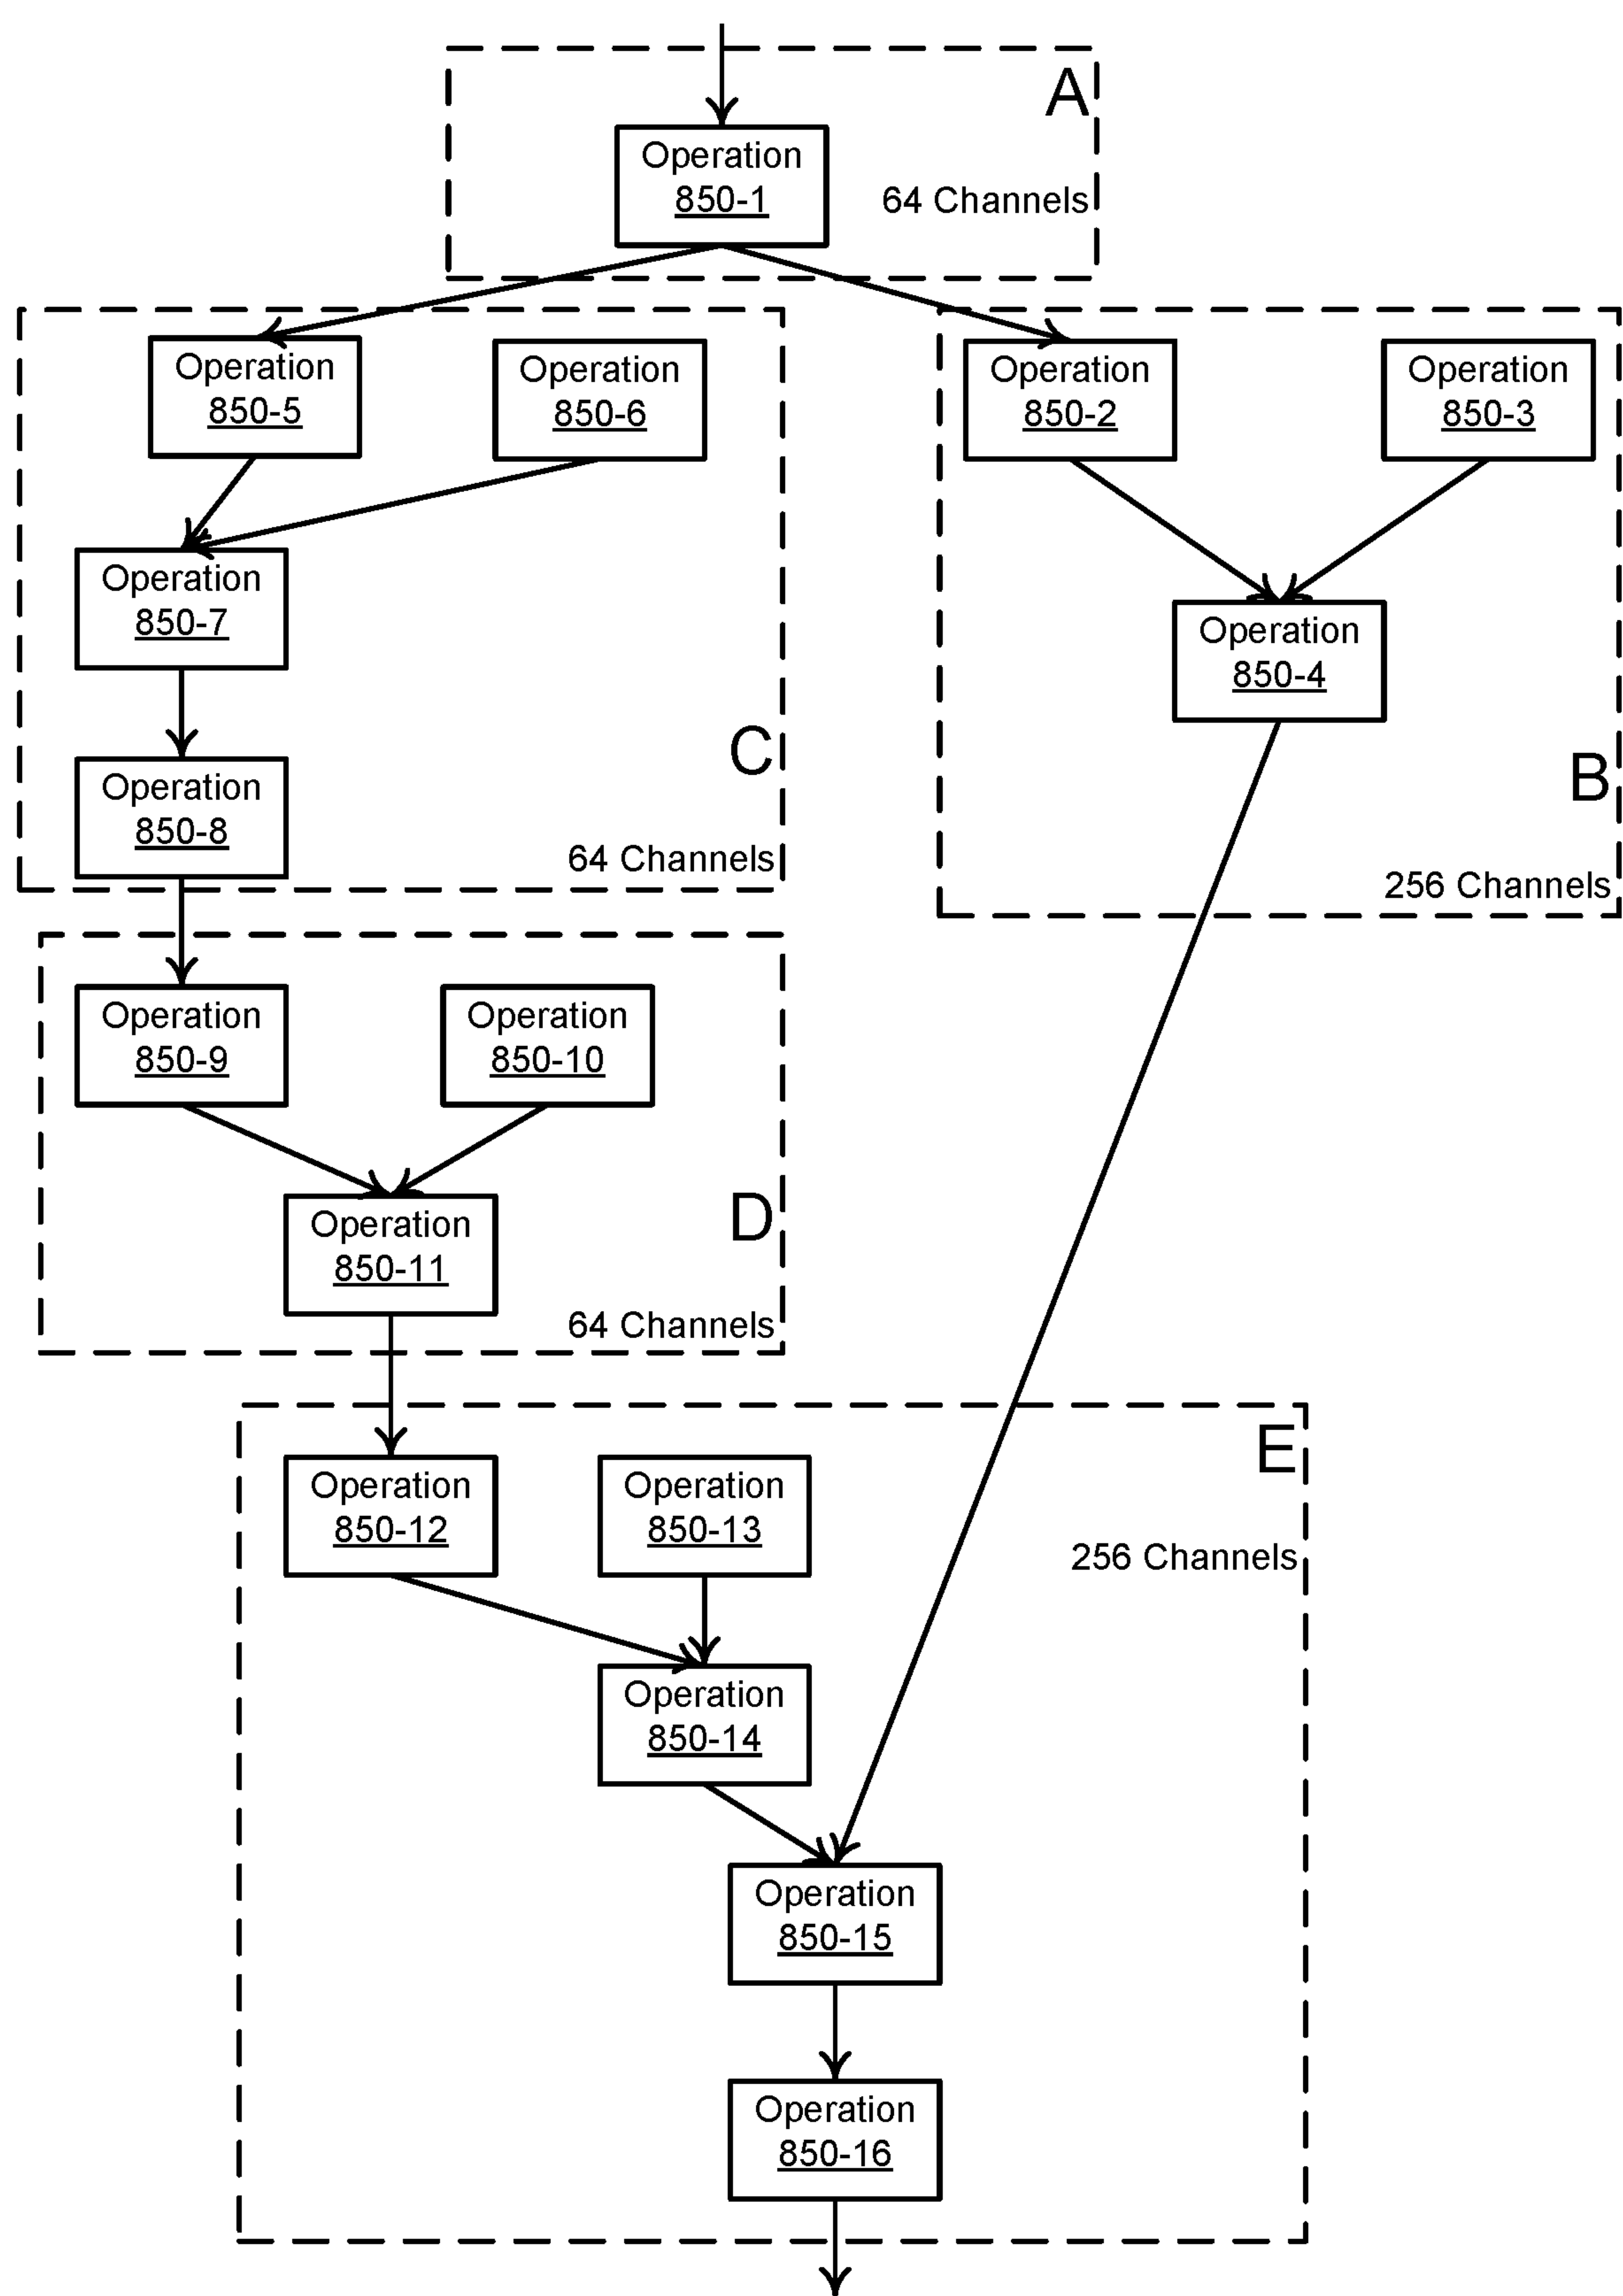 A
Operation
850-1
64 Channels
Operation
850-5
Operation
850-6
Operation
850-7
Operation
850-8
C
64 Channels
Operation
850-2
Operation
850-3
Operation
850-4
B
256 Channels
Operation
850-9
Operation
850-10
Operation
850-11
D
64 Channels
E
Operation
850-12
Operation
850-13
256 Channels
Operation
850-14
Operation
850-15
Operation
850-16